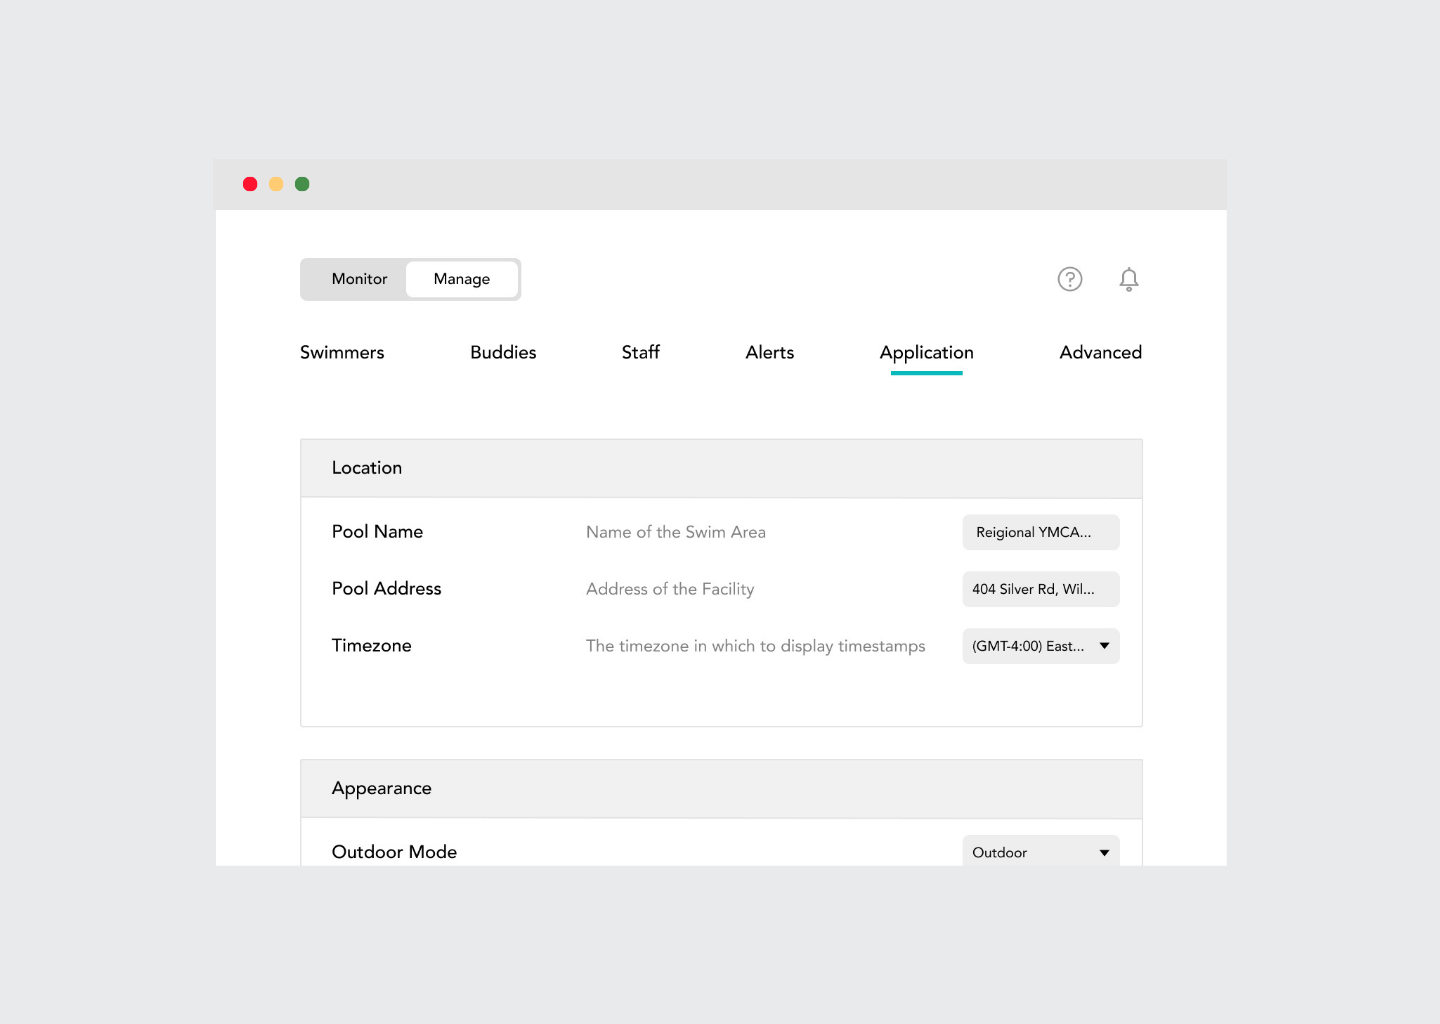 Monitor Manage
Swimmers Buddies Staff Alerts Application Advanced
Location
Pool Name Name of the Swim Area Reigional YMCA...
Pool Address Address of the Facility 404 Silver Rd, Wil...
Timezone The timezone in which to display timestamps (GMT-4:00) East...
Appearance
Outdoor Mode Outdoor